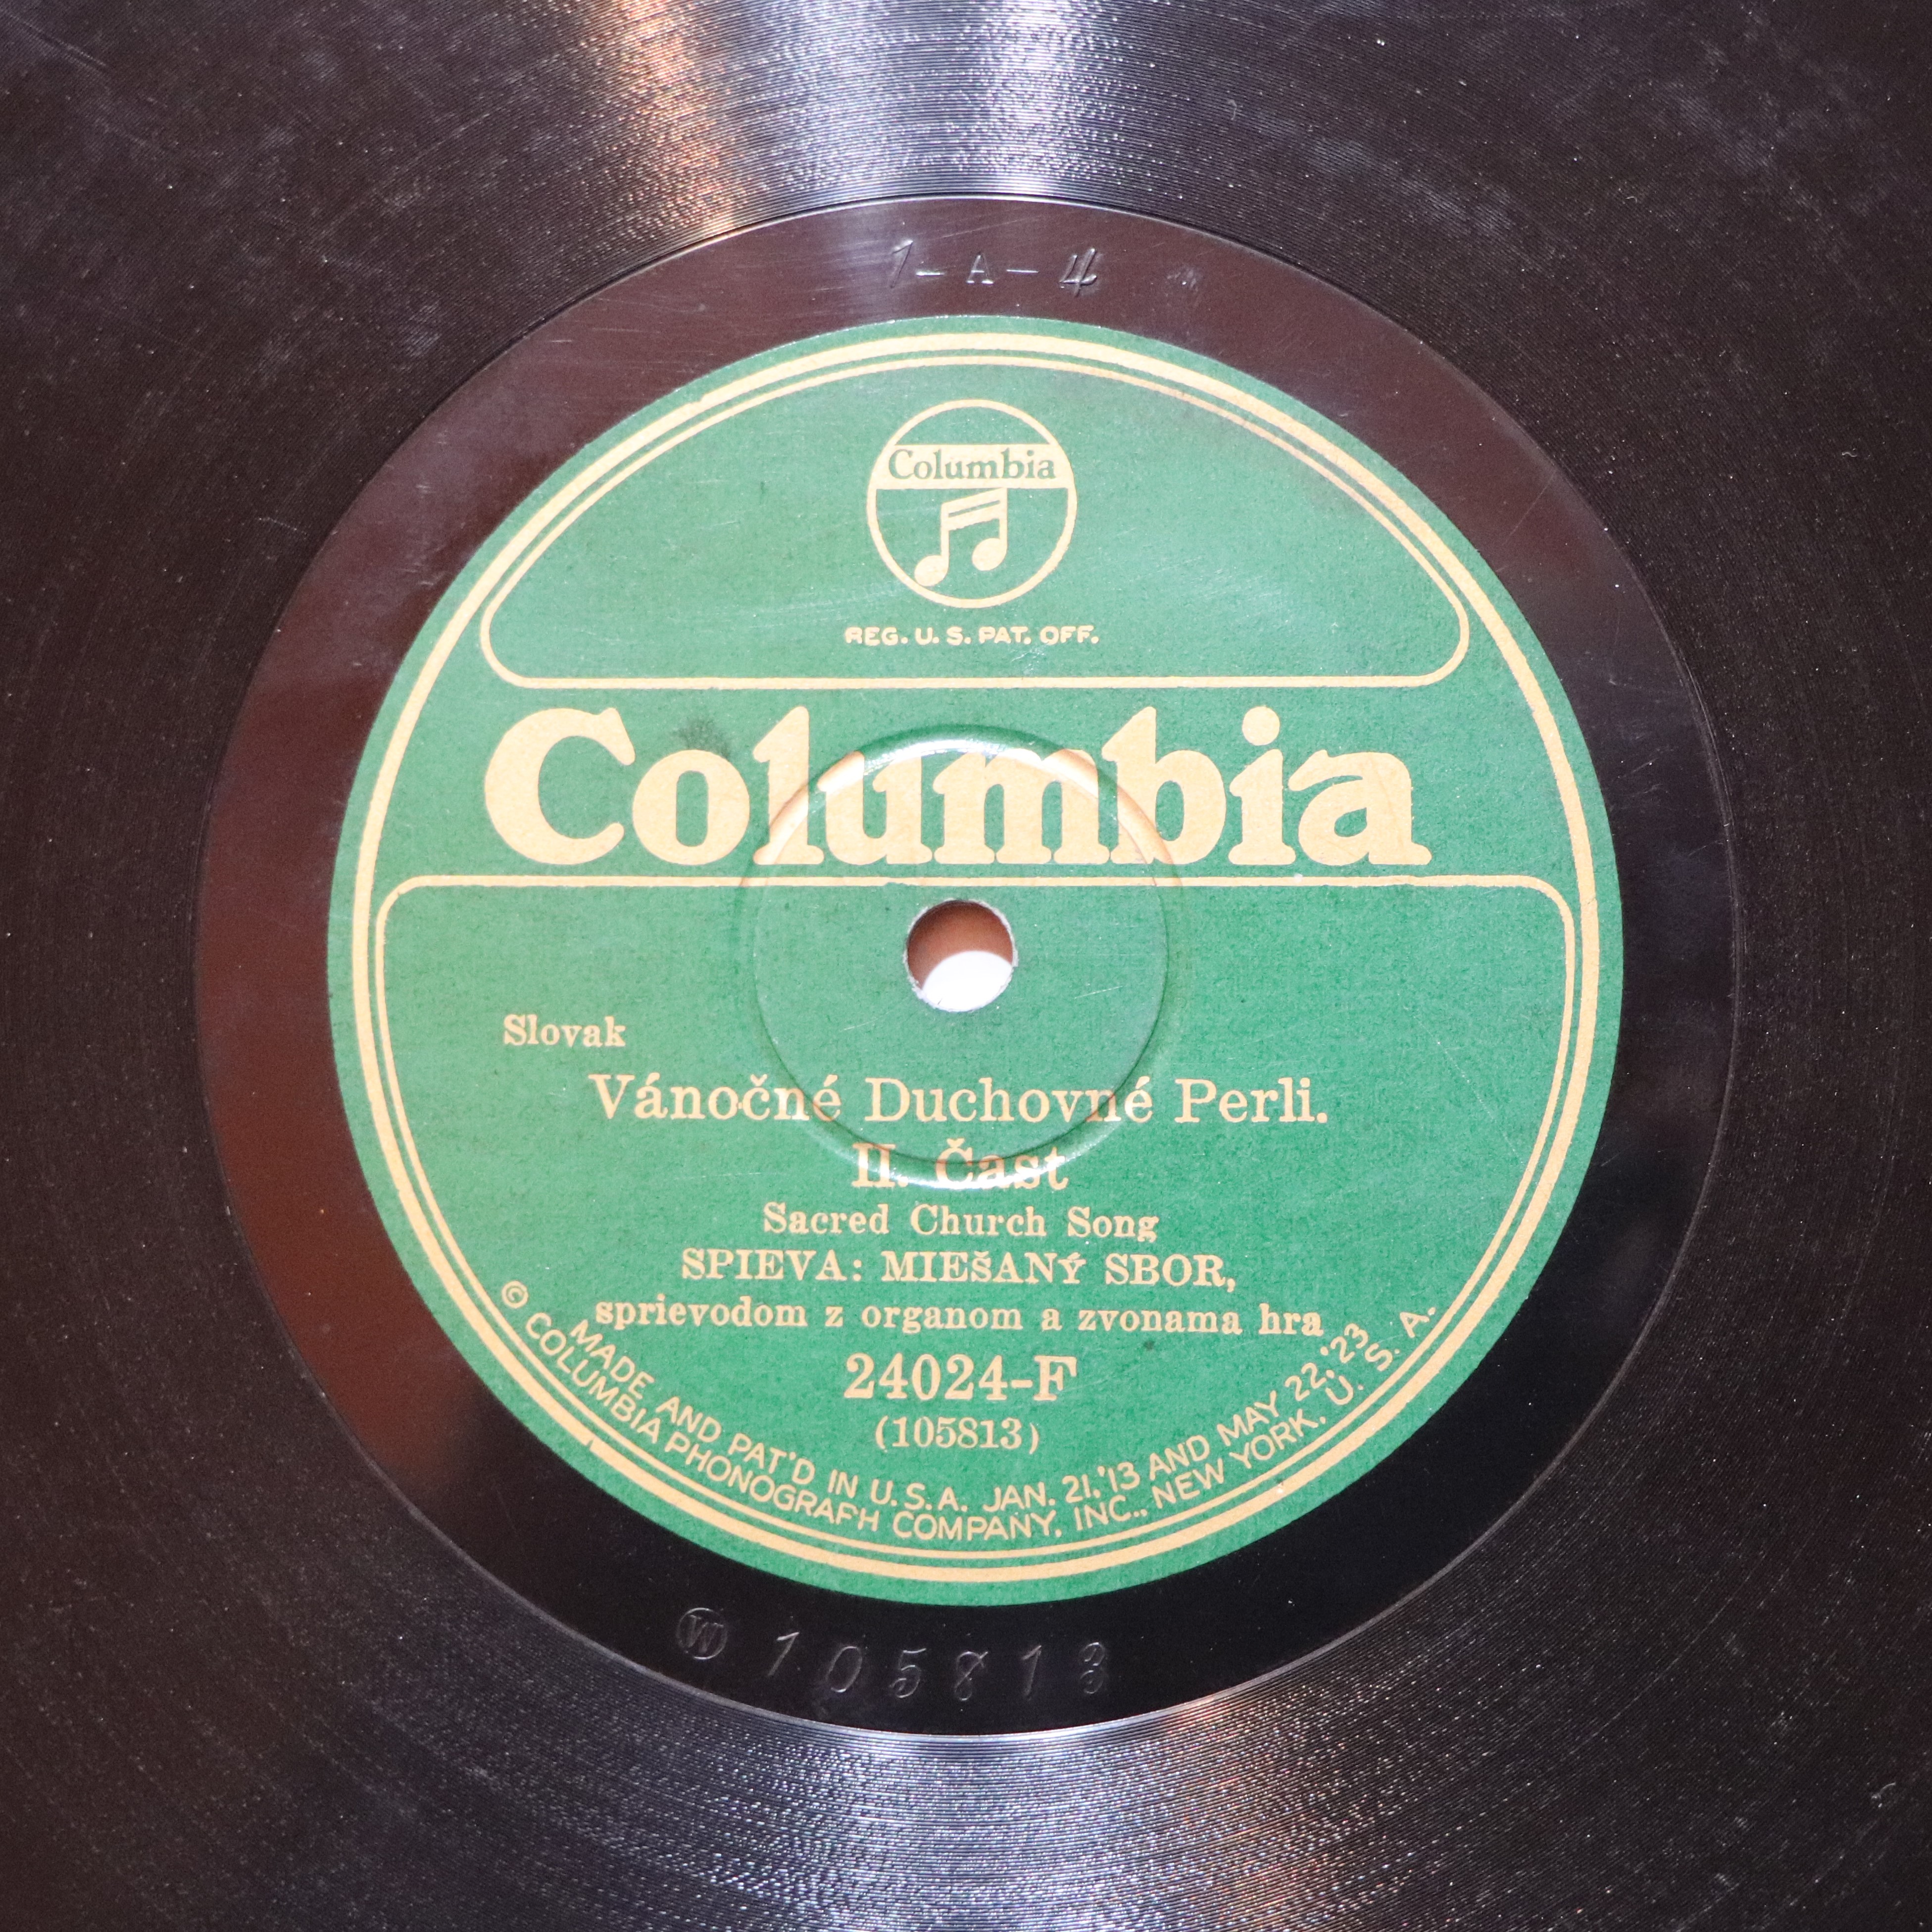 1-A-4
Columbia
REG. U. S. PAT. OFF.
Columbia
Slovak
Vánočné Duchovné Perli.
II. Čast
Sacred Church Song
SPIEVA: MIEŠANÝ SBOR,
sprievodom z organom a zvonama hra
24024-F
(105813)
MADE AND PAT'D IN U.S.A. JAN. 21,'13 AND MAY 22,'23
© COLUMBIA PHONOGRAPH COMPANY, INC., NEW YORK, U. S. A.
W 105813